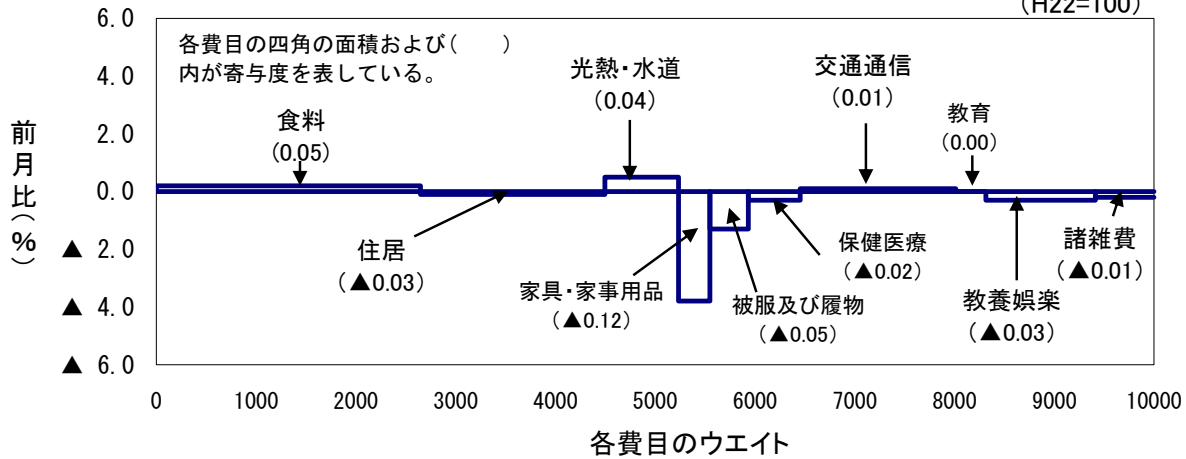 (H22=100)
各費目の四角の面積および(　　)
内が寄与度を表している。
前月比(%)
6.0
4.0
2.0
0.0
▲ 2.0
▲ 4.0
▲ 6.0
食料
(0.05)
住居
(▲0.03)
光熱・水道
(0.04)
家具・家事用品
(▲0.12)
被服及び履物
(▲0.05)
保健医療
(▲0.02)
交通通信
(0.01)
教育
(0.00)
教養娯楽
(▲0.03)
諸雑費
(▲0.01)
0 1000 2000 3000 4000 5000 6000 7000 8000 9000 10000
各費目のウエイト